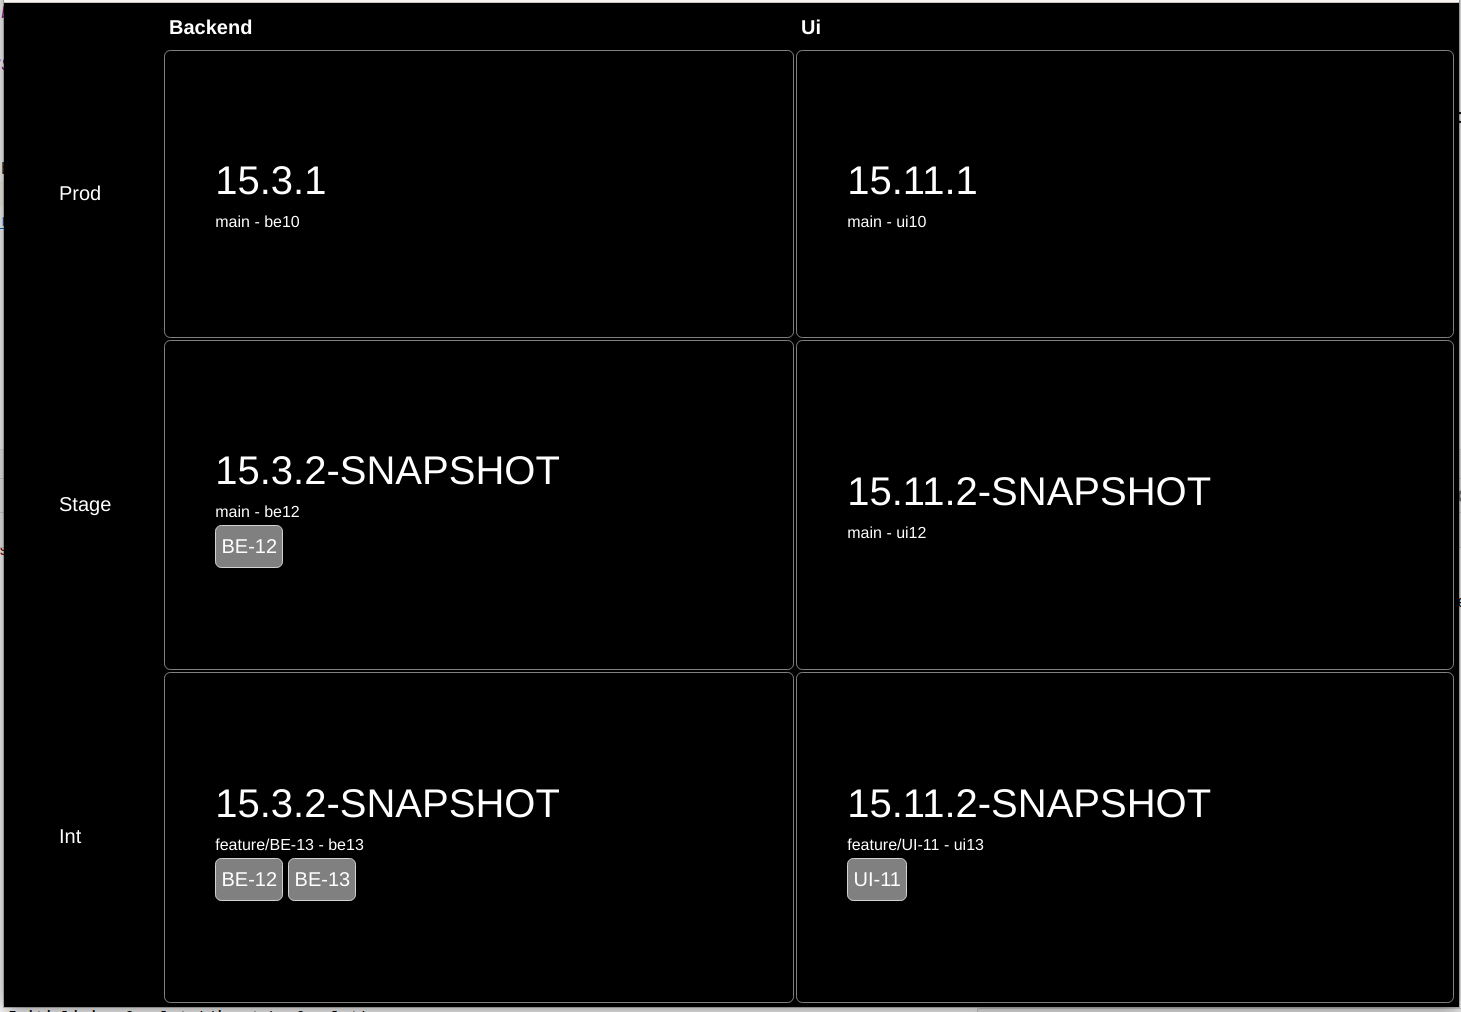 Backend Ui
Prod
15.3.1
main - be10
15.11.1
main - ui10
Stage
15.3.2-SNAPSHOT
main - be12
BE-12
15.11.2-SNAPSHOT
main - ui12
Int
15.3.2-SNAPSHOT
feature/BE-13 - be13
BE-12 BE-13
15.11.2-SNAPSHOT
feature/UI-11 - ui13
UI-11